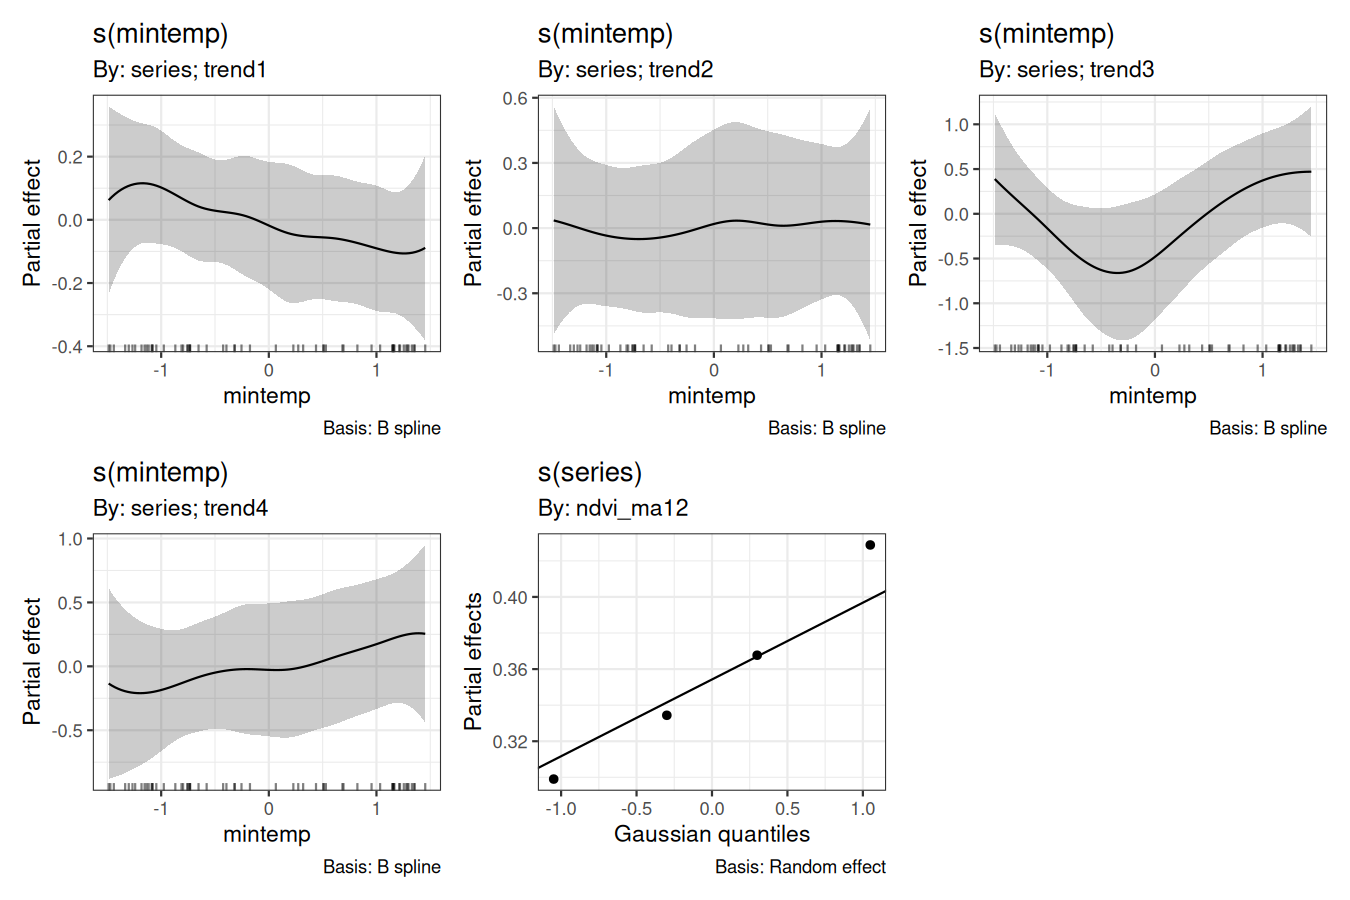 s(mintemp)
By: series; trend1
Partial effect
0.2
0.0
-0.2
-0.4
-1
0
1
mintemp
Basis: B spline
s(mintemp)
By: series; trend2
Partial effect
0.6
0.3
0.0
-0.3
-1
0
1
mintemp
Basis: B spline
s(mintemp)
By: series; trend3
Partial effect
1.0
0.5
0.0
-0.5
-1.0
-1.5
-1
0
1
mintemp
Basis: B spline
s(mintemp)
By: series; trend4
Partial effect
1.0
0.5
0.0
-0.5
-1
0
1
mintemp
Basis: B spline
s(series)
By: ndvi_ma12
Partial effects
0.40
0.36
0.32
-1.0
-0.5
0.0
0.5
1.0
Gaussian quantiles
Basis: Random effect